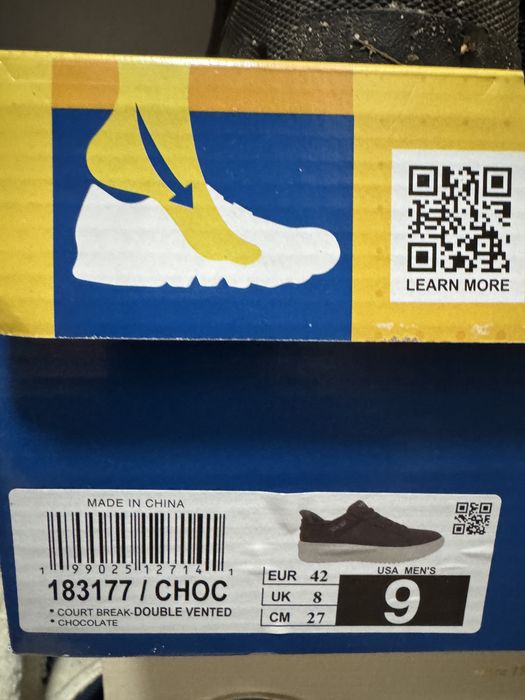 LEARN MORE
MADE IN CHINA
1 99025 12714 1
183177 / CHOC
• COURT BREAK-DOUBLE VENTED
• CHOCOLATE
EUR 42
UK 8
CM 27
USA MEN'S
9